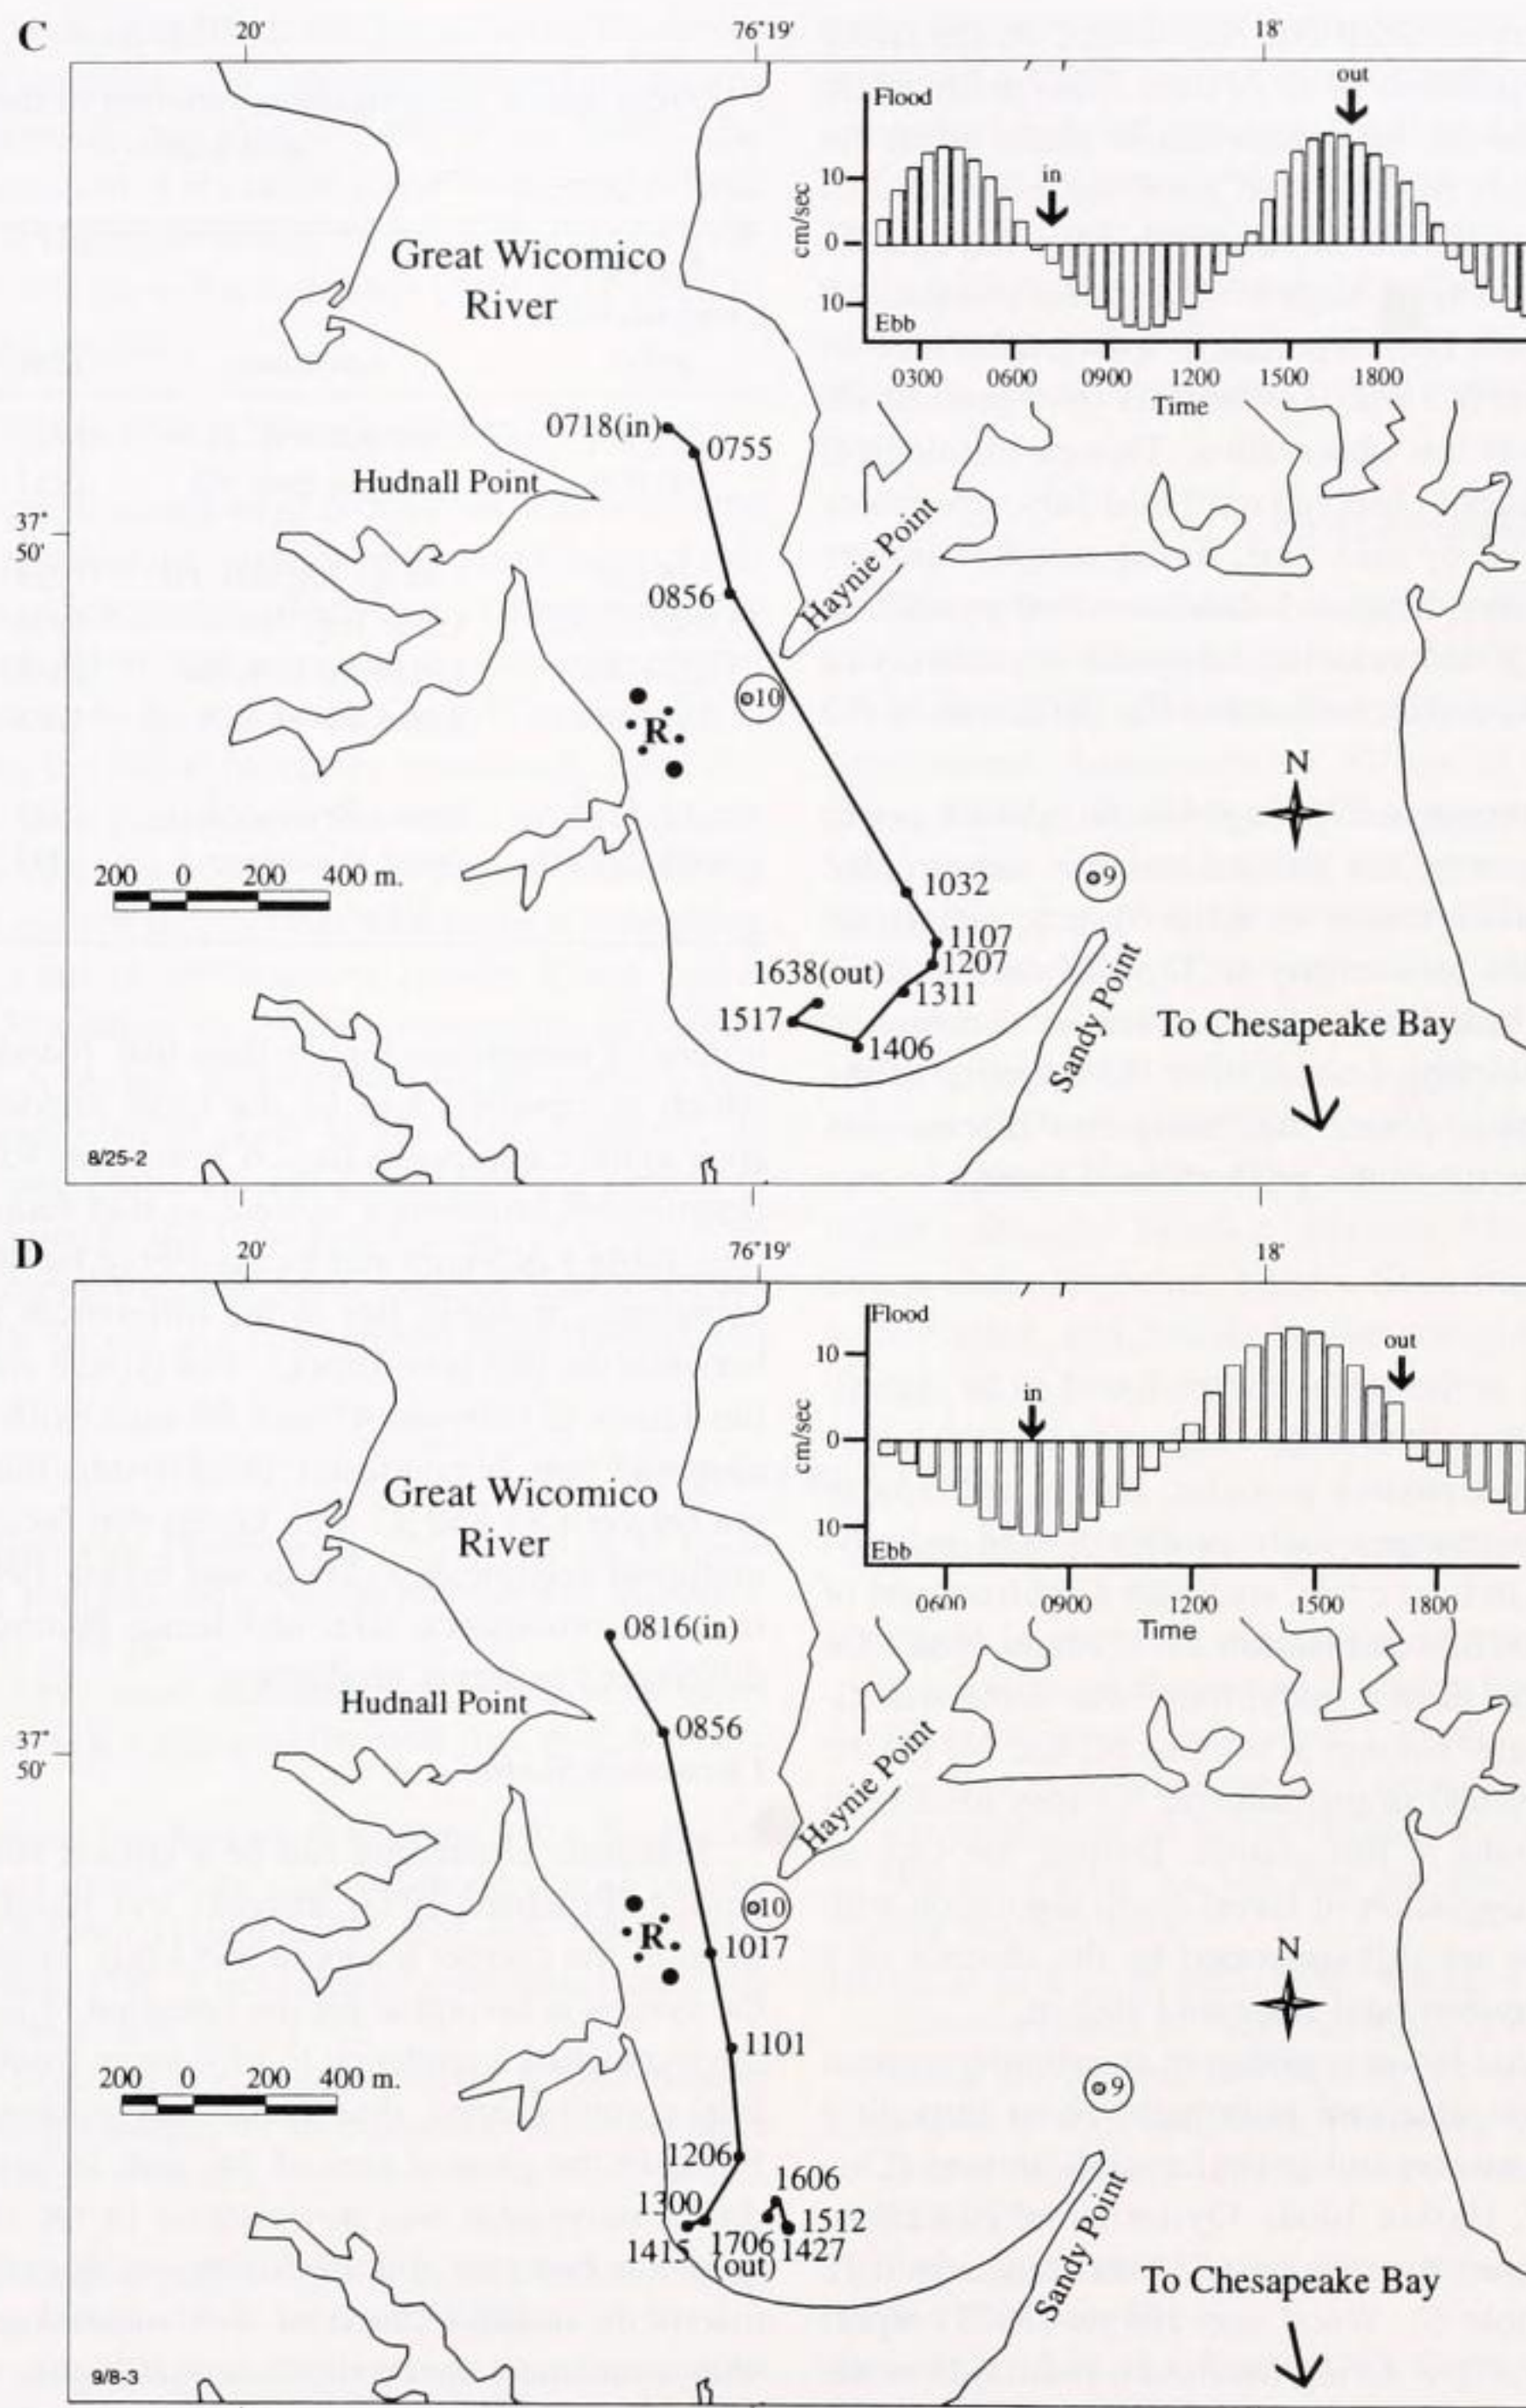 C
20'
76°19'
18'
Flood
out
in
10
0
10
cm/sec
Ebb
0300 0600 0900 1200 1500 1800
Time
Great Wicomico
River
0718(in)
0755
Hudnall Point
37°
50'
0856
Haynie Point
10
R
N
200 0 200 400 m.
9
1032
1107
1207
1638(out)
1311
1517
1406
Sandy Point
To Chesapeake Bay
8/25-2
D
20'
76°19'
18'
Flood
out
in
10
0
10
cm/sec
Ebb
0600 0900 1200 1500 1800
Time
Great Wicomico
River
0816(in)
Hudnall Point
0856
37°
50'
Haynie Point
10
R
1017
N
1101
200 0 200 400 m.
9
1206
1606
1300
1512
1415 1706 1427
(out)
Sandy Point
To Chesapeake Bay
9/8-3